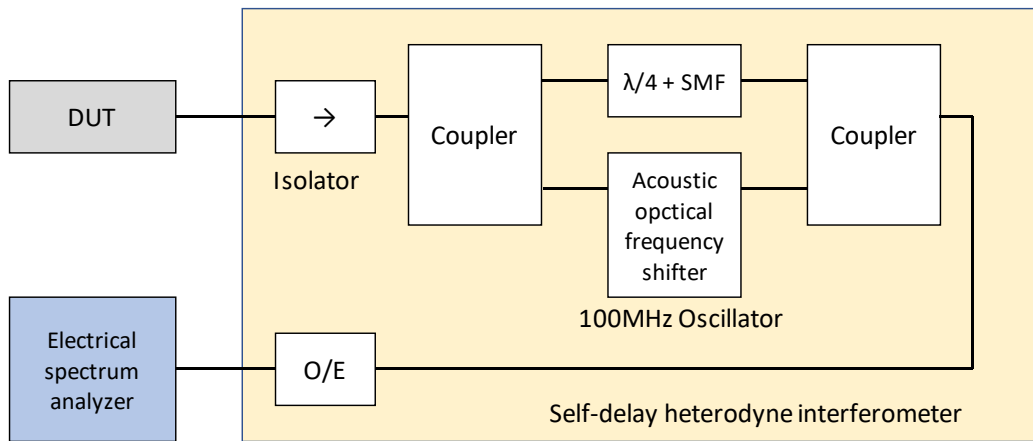 DUT
→
Isolator
Coupler
λ/4 + SMF
Acoustic
opctical
frequency
shifter
100MHz Oscillator
Coupler
Electrical
spectrum
analyzer
O/E
Self-delay heterodyne interferometer